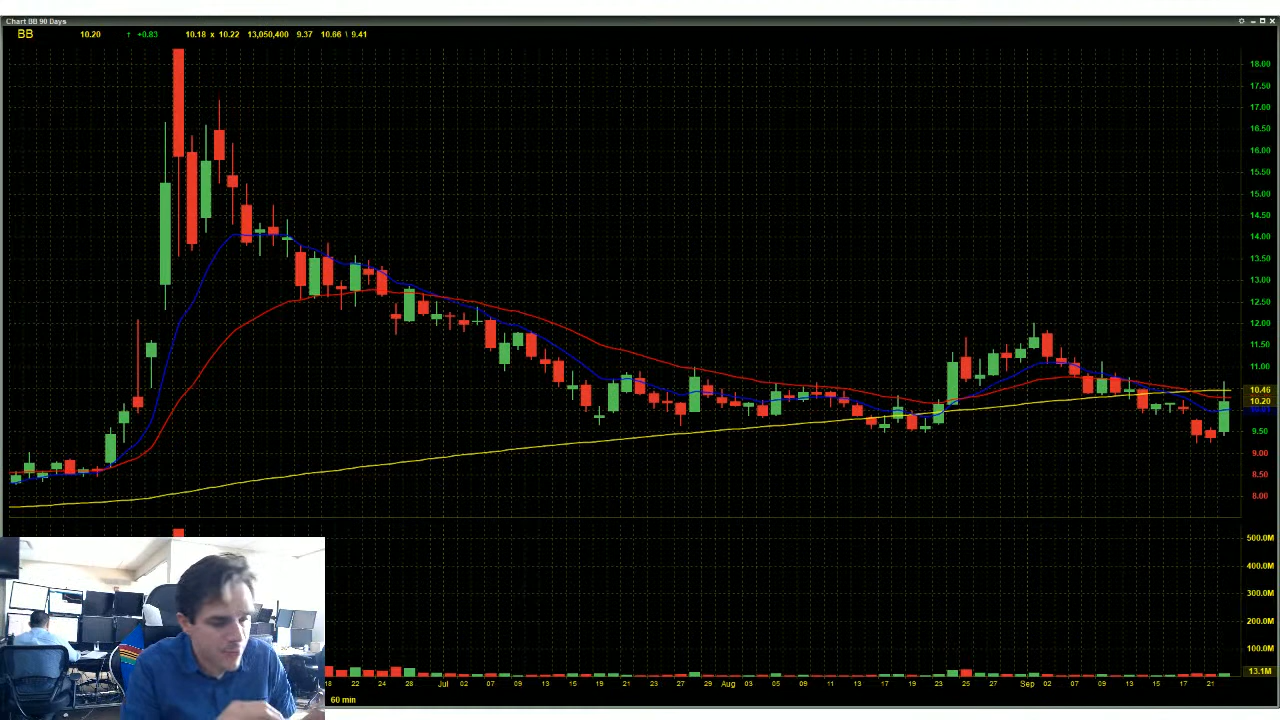 Chart BB 90 Days
BB 10.20 ↑ +0.83 10.18 x 10.22 13,050,400 9.37 10.66 \ 9.41
18.00
17.50
17.00
16.50
16.00
15.50
15.00
14.50
14.00
13.50
13.00
12.50
12.00
11.50
11.00
10.46
10.20
9.50
9.00
8.50
8.00
500.0M
400.0M
300.0M
200.0M
100.0M
13.1M
18 22 24 28 Jul 02 07 09 13 15 19 21 23 27 29 Aug 03 05 09 11 13 17 19 23 25 27 Sep 02 07 09 13 15 17 21
60 min